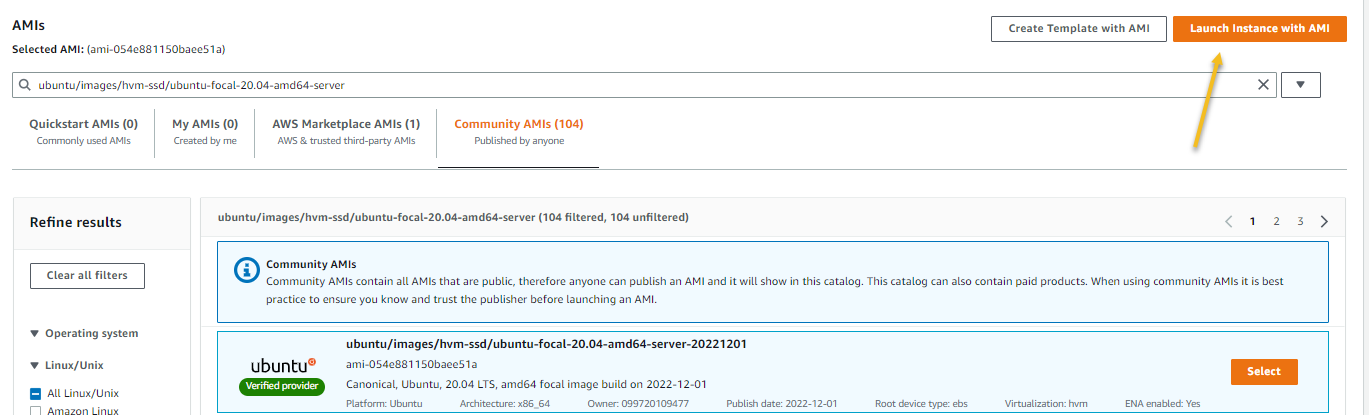 AMIs
Selected AMI: (ami-054e881150baee51a)
Create Template with AMI
Launch Instance with AMI
ubuntu/images/hvm-ssd/ubuntu-focal-20.04-amd64-server
Quickstart AMIs (0)
Commonly used AMIs
My AMIs (0)
Created by me
AWS Marketplace AMIs (1)
AWS & trusted third-party AMIs
Community AMIs (104)
Published by anyone
Refine results
Clear all filters
Operating system
Linux/Unix
All Linux/Unix
Amazon Linux
ubuntu/images/hvm-ssd/ubuntu-focal-20.04-amd64-server (104 filtered, 104 unfiltered)
1 2 3
Community AMIs
Community AMIs contain all AMIs that are public, therefore anyone can publish an AMI and it will show in this catalog. This catalog can also contain paid products. When using community AMIs it is best
practice to ensure you know and trust the publisher before launching an AMI.
ubuntu
Verified provider
ubuntu/images/hvm-ssd/ubuntu-focal-20.04-amd64-server-20221201
ami-054e881150baee51a
Canonical, Ubuntu, 20.04 LTS, amd64 focal image build on 2022-12-01
Platform: Ubuntu Architecture: x86_64 Owner: 099720109477 Publish date: 2022-12-01 Root device type: ebs Virtualization: hvm ENA enabled: Yes
Select